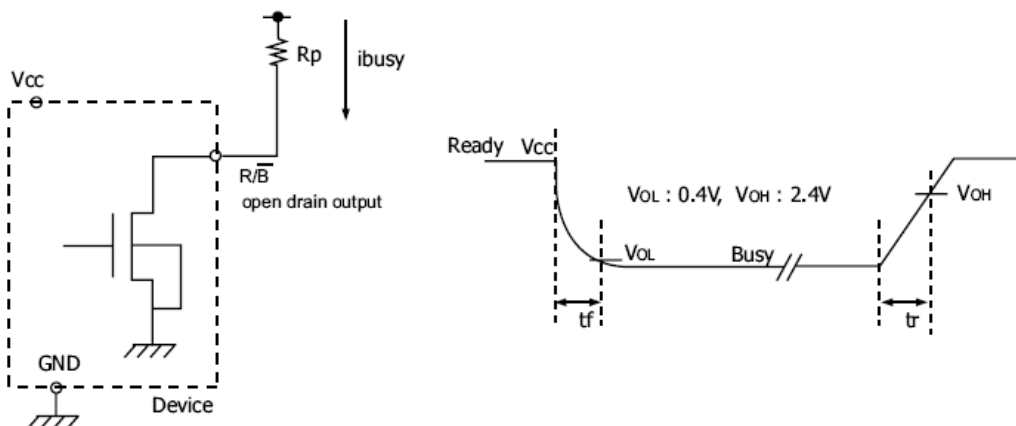 Rp
ibusy
Vcc
R/B̅
open drain output
GND
Device
Ready Vcc
VOL : 0.4V, VOH : 2.4V
VOH
VOL
Busy
tf
tr